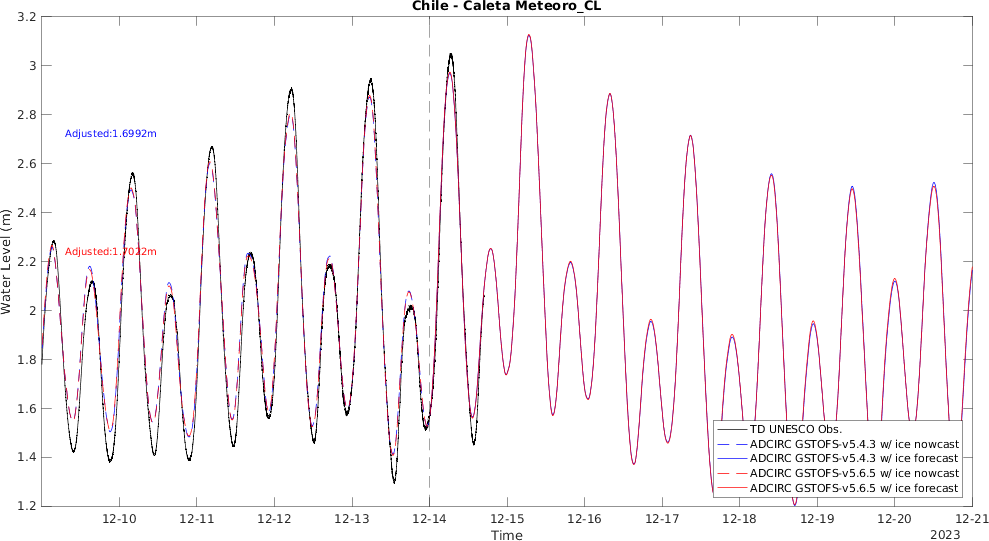 Chile - Caleta Meteoro_CL
3.2
3
2.8
2.6
2.4
2.2
2
1.8
1.6
1.4
1.2
Water Level (m)
Adjusted:1.6992m
Adjusted:1.7022m
TD UNESCO Obs.
ADCIRC GSTOFS-v5.4.3 w/ ice nowcast
ADCIRC GSTOFS-v5.4.3 w/ ice forecast
ADCIRC GSTOFS-v5.6.5 w/ ice nowcast
ADCIRC GSTOFS-v5.6.5 w/ ice forecast
12-10 12-11 12-12 12-13 12-14 12-15 12-16 12-17 12-18 12-19 12-20 12-21
Time
2023